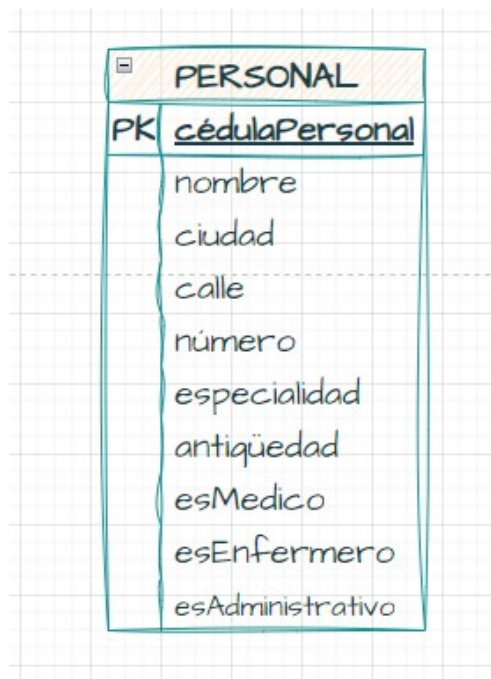 PERSONAL
PK cédulaPersonal
nombre
ciudad
calle
número
especialidad
antigüedad
esMedico
esEnfermero
esAdministrativo